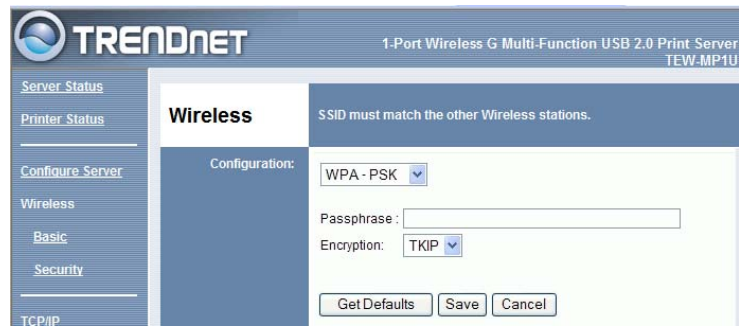 TRENDNET
1-Port Wireless G Multi-Function USB 2.0 Print Server
TEW-MP1U
Server Status
Printer Status
Configure Server
Wireless
Basic
Security
TCP/IP
Wireless
SSID must match the other Wireless stations.
Configuration:
WPA - PSK
Passphrase :
Encryption: TKIP
Get Defaults Save Cancel